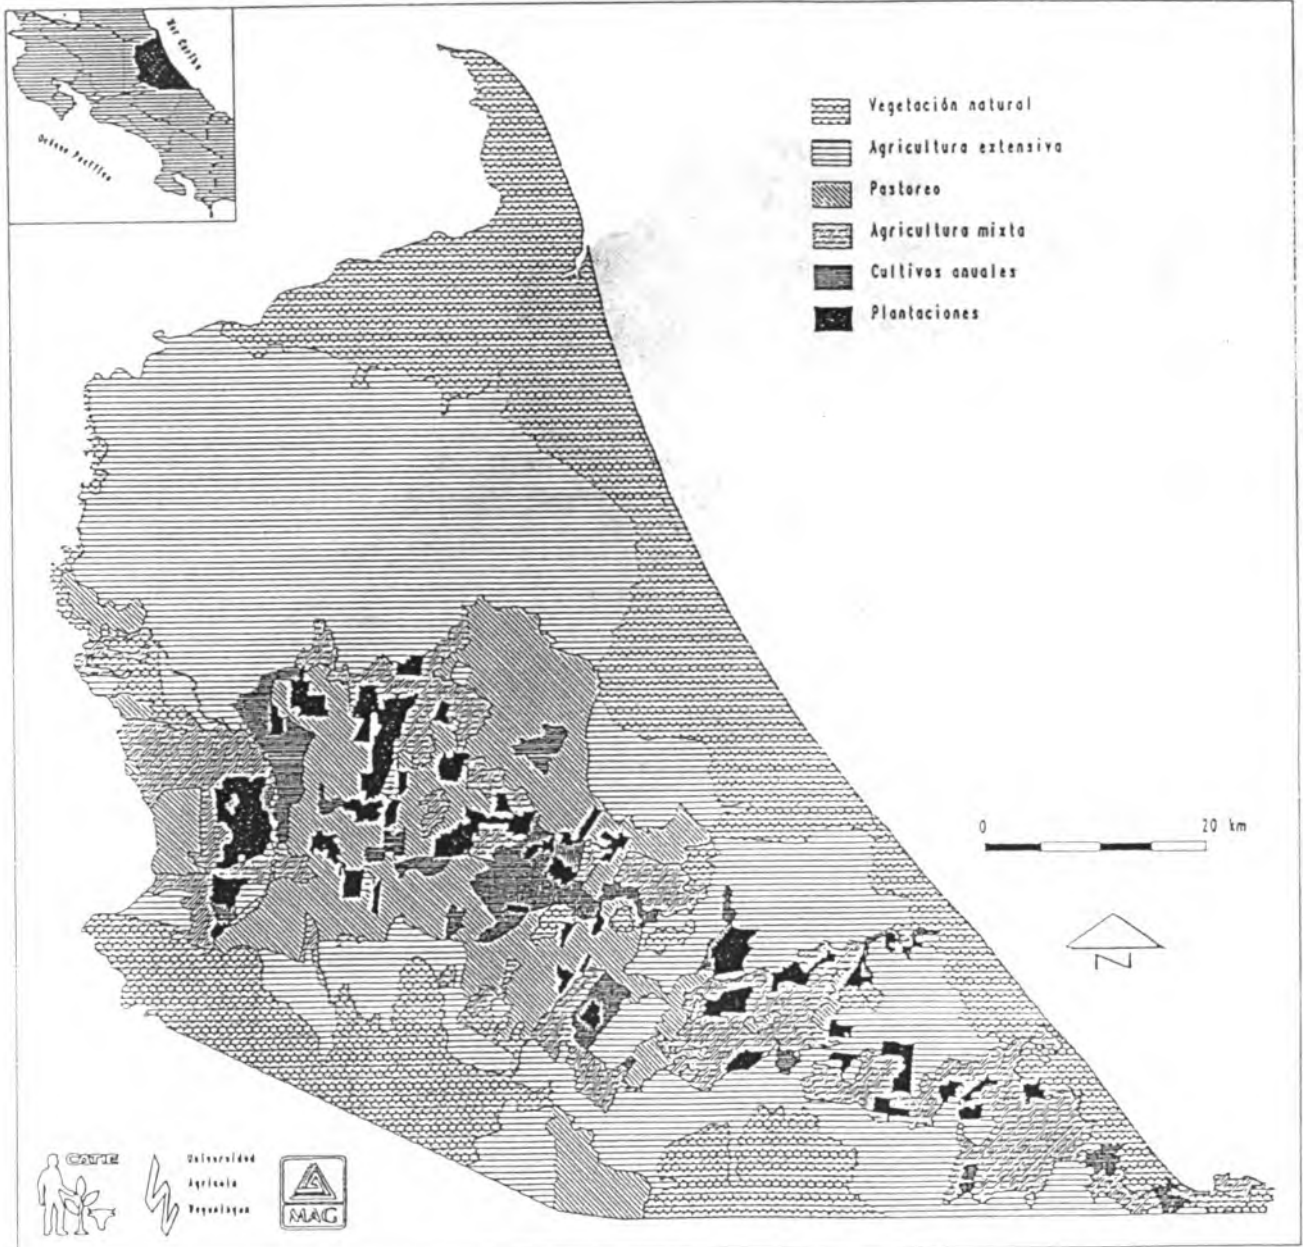 Mar Caribe
Océano Pacífico
Vegetación natural
Agricultura extensiva
Pastoreo
Agricultura mixta
Cultivos anuales
Plantaciones
0 20 km
N
CATIE
Universidad
Agrícola
MAG